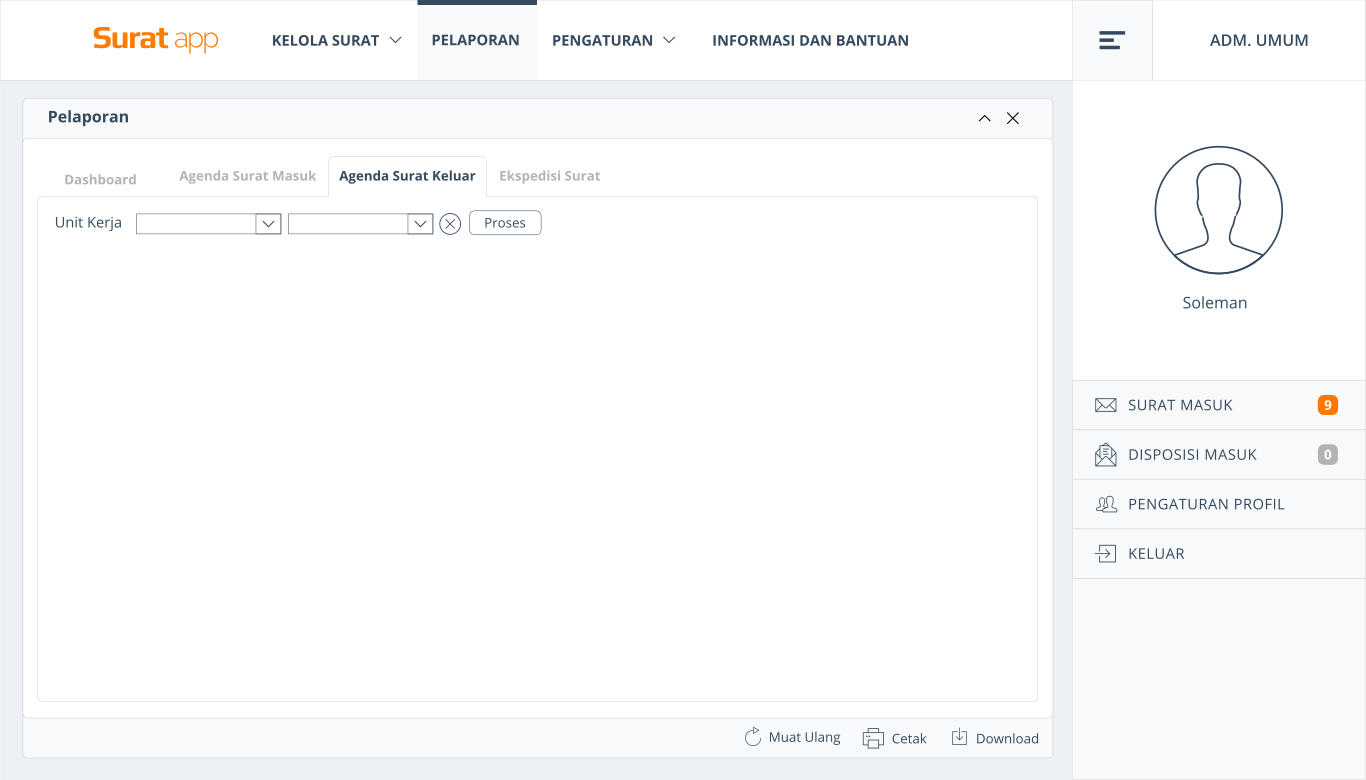 Surat app
KELOLA SURAT
PELAPORAN
PENGATURAN
INFORMASI DAN BANTUAN
ADM. UMUM
Pelaporan
Dashboard
Agenda Surat Masuk
Agenda Surat Keluar
Ekspedisi Surat
Unit Kerja
Proses
Soleman
SURAT MASUK
9
DISPOSISI MASUK
0
PENGATURAN PROFIL
KELUAR
Muat Ulang
Cetak
Download